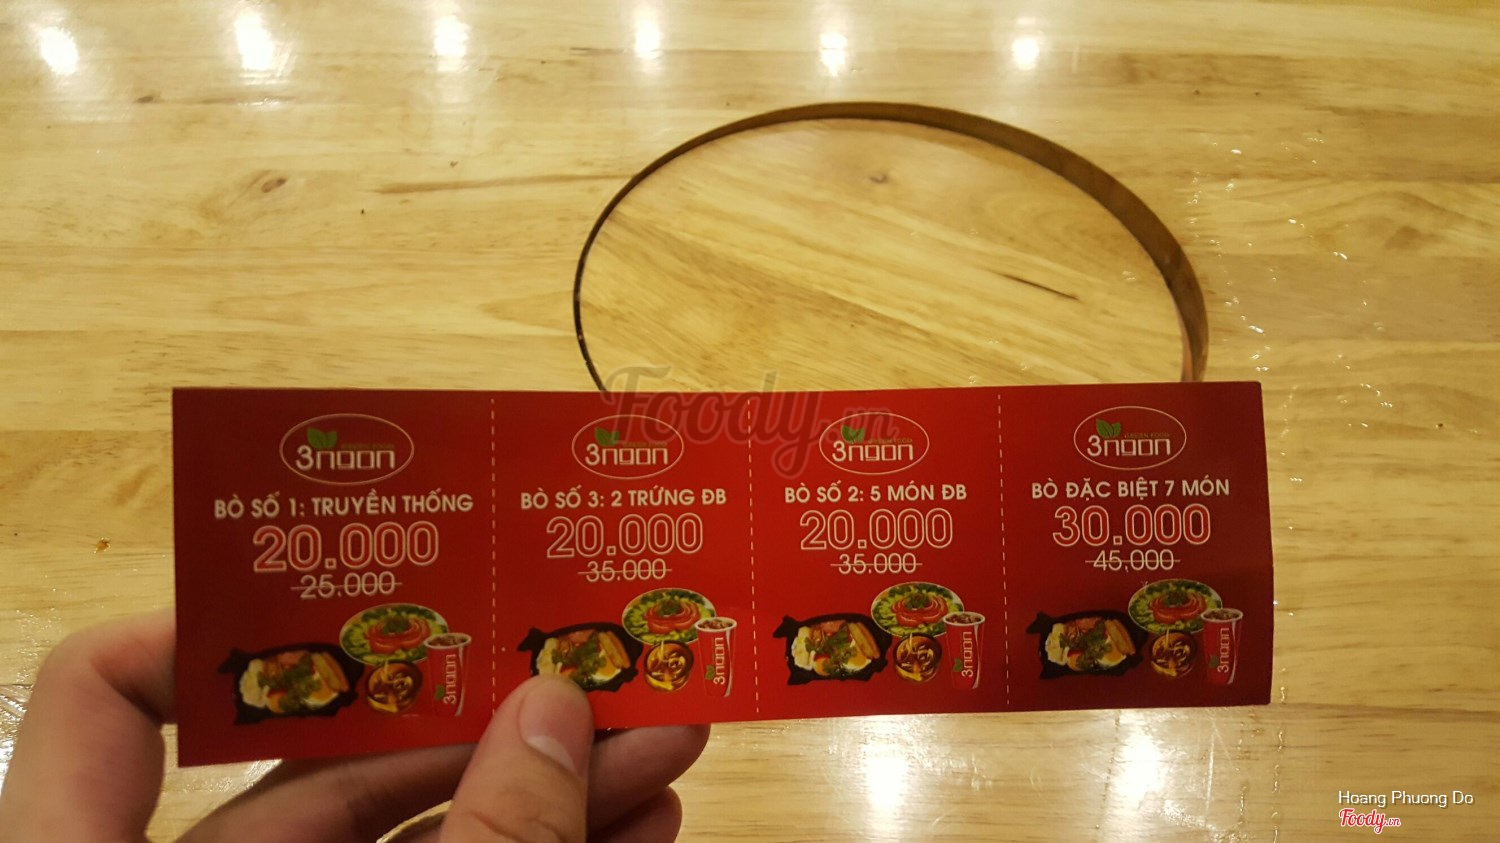 3ngon
BÒ SỐ 1: TRUYỀN THỐNG
20.000
25.000
3ngon
BÒ SỐ 3: 2 TRỨNG ĐB
20.000
35.000
3ngon
BÒ SỐ 2: 5 MÓN ĐB
20.000
35.000
3ngon
BÒ ĐẶC BIỆT 7 MÓN
30.000
45,000
3ngon
3ngon
3ngon
3ngon
Foody.vn
Hoang Phuong Do
Foody.vn